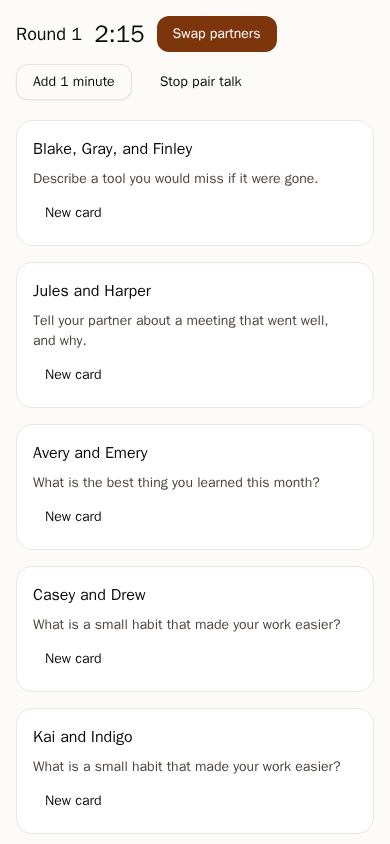 Round 1 2:15 Swap partners
Add 1 minute Stop pair talk
Blake, Gray, and Finley
Describe a tool you would miss if it were gone.
New card
Jules and Harper
Tell your partner about a meeting that went well,
and why.
New card
Avery and Emery
What is the best thing you learned this month?
New card
Casey and Drew
What is a small habit that made your work easier?
New card
Kai and Indigo
What is a small habit that made your work easier?
New card